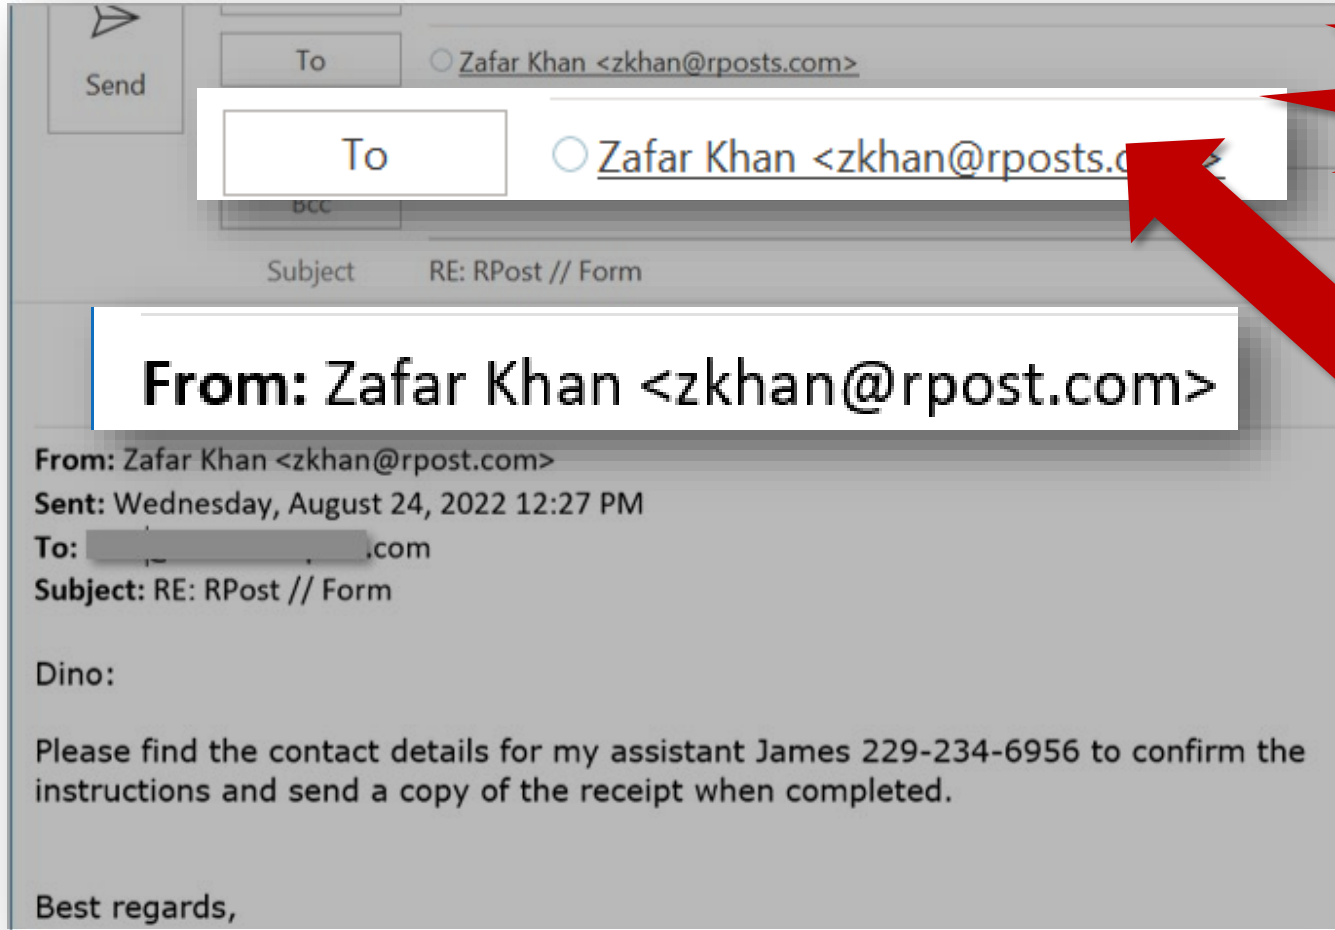 Send
To Zafar Khan <zkhan@rposts.com>
To Zafar Khan <zkhan@rposts.c >
Bcc
Subject RE: RPost // Form
From: Zafar Khan <zkhan@rpost.com>
From: Zafar Khan <zkhan@rpost.com>
Sent: Wednesday, August 24, 2022 12:27 PM
To: .com
Subject: RE: RPost // Form
Dino:
Please find the contact details for my assistant James 229-234-6956 to confirm the
instructions and send a copy of the receipt when completed.
Best regards,